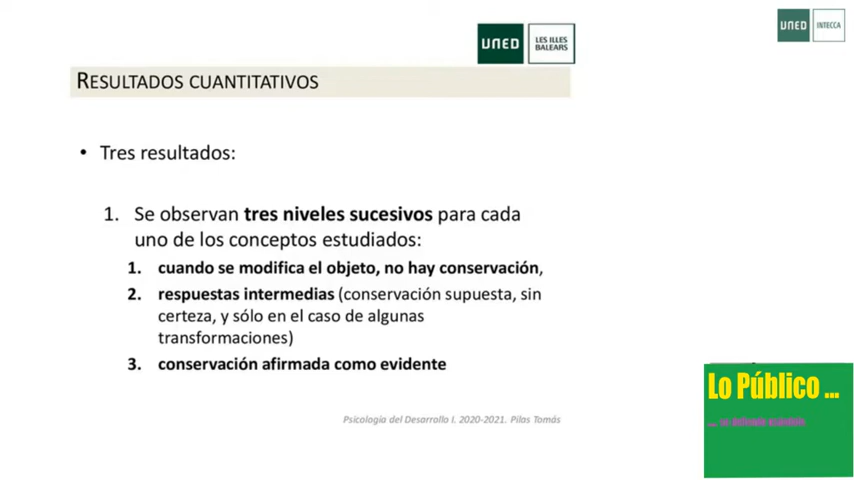 UNED
LES ILLES
BALEARS
UNED
INTECCA
RESULTADOS CUANTITATIVOS
• Tres resultados:
1. Se observan tres niveles sucesivos para cada
uno de los conceptos estudiados:
1. cuando se modifica el objeto, no hay conservación,
2. respuestas intermedias (conservación supuesta, sin
certeza, y sólo en el caso de algunas
transformaciones)
3. conservación afirmada como evidente
Psicología del Desarrollo I. 2020-2021. Pilas Tomás
Lo Público ...